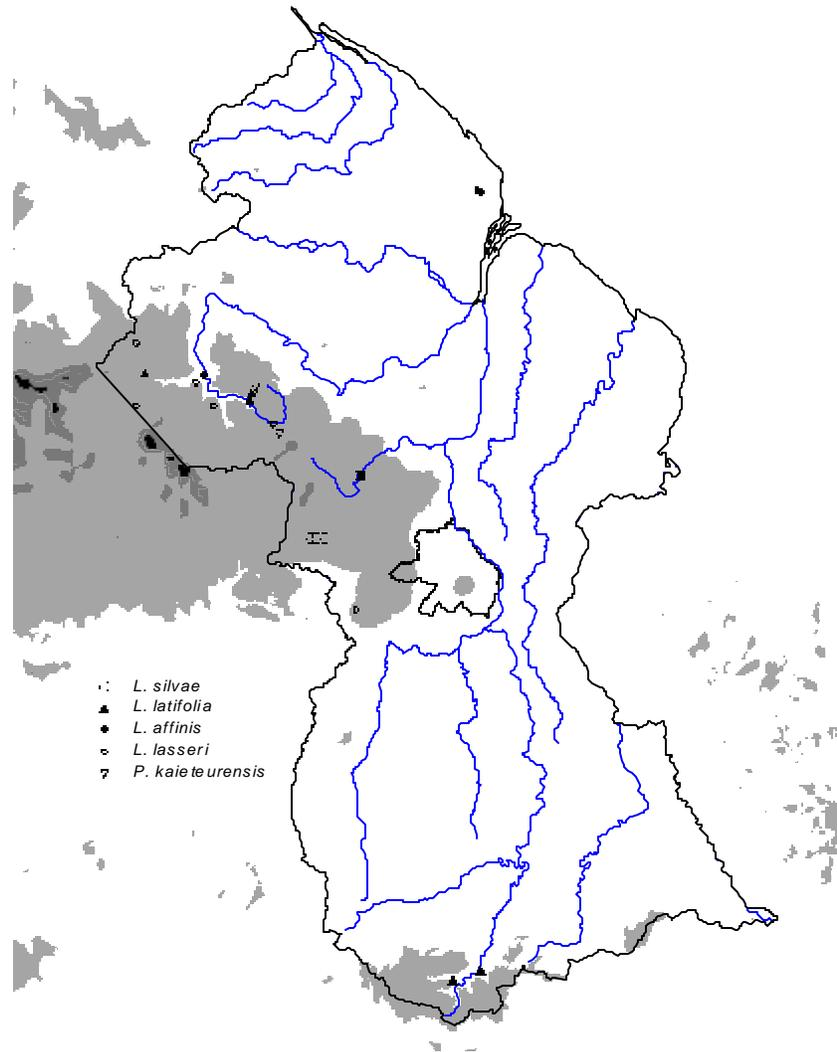 L. silvae
L. latifolia
L. affinis
L. lasseri
P. kaieteurensis